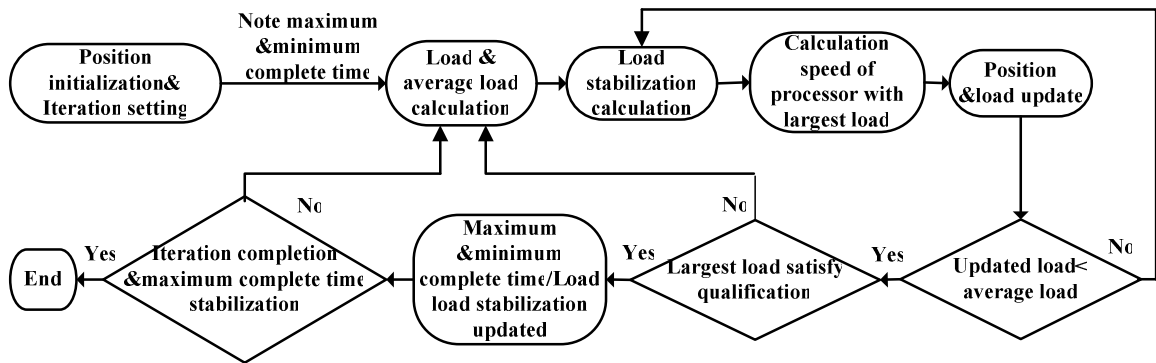 Position
initialization&
Iteration setting
Note maximum
&minimum
complete time
Load &
average load
calculation
Load
stabilization
calculation
Calculation
speed of
processor with
largest load
Position
&load update
Updated load<
average load
No
Yes
Largest load satisfy
qualification
No
Yes
Maximum
&minimum
complete time/Load
load stabilization
updated
Iteration completion
&maximum complete time
stabilization
No
Yes
End